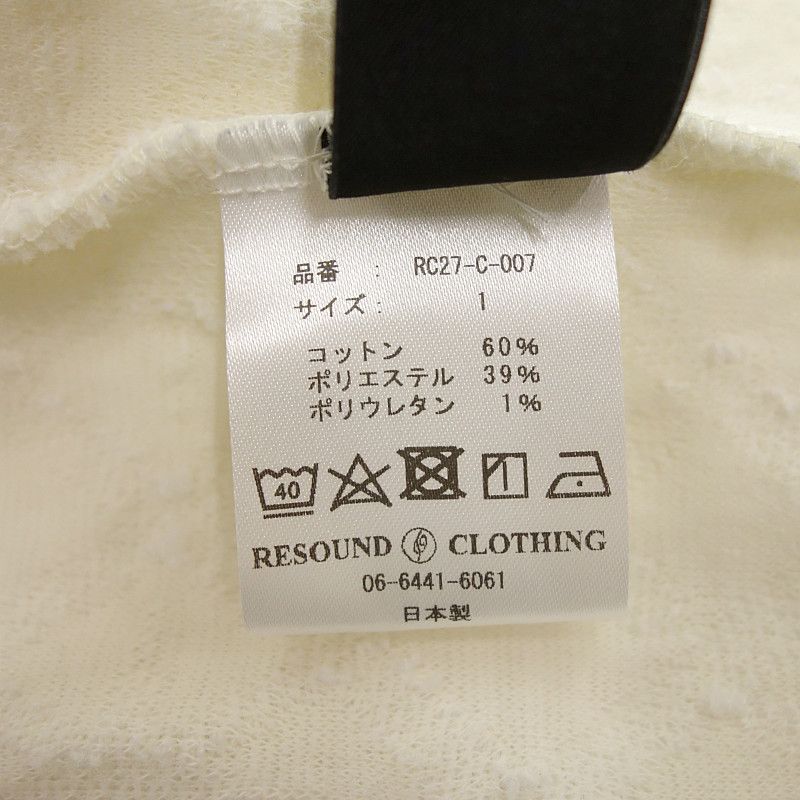 品番 : RC27-C-007
サイズ: 1
コットン 60%
ポリエステル 39%
ポリウレタン 1%
40
RESOUND CLOTHING
06-6441-6061
日本製